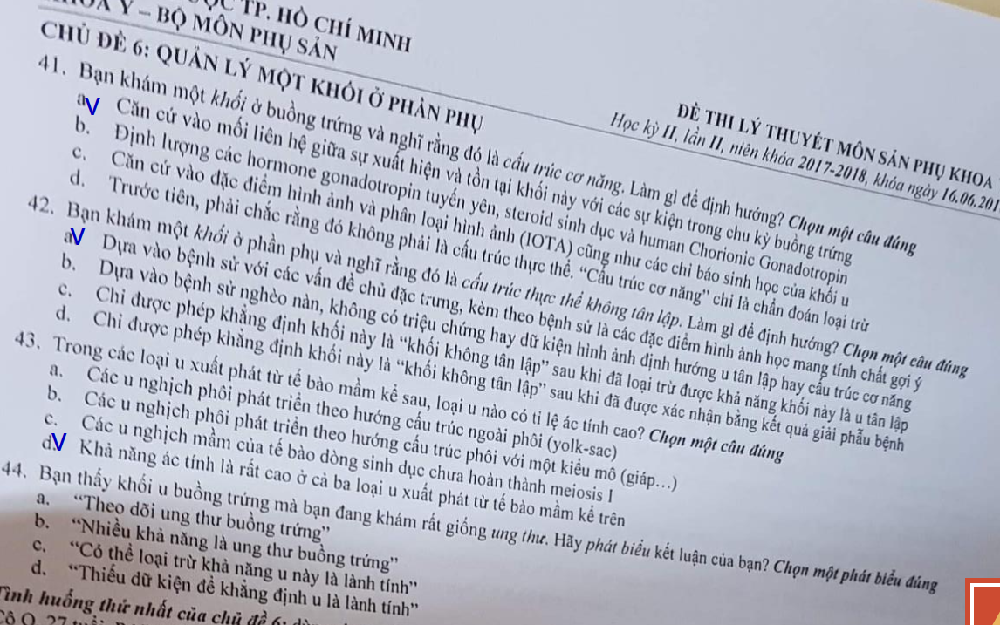 TP. HỒ CHÍ MINH
Y – BỘ MÔN PHỤ SẢN
ĐỀ THI LÝ THUYẾT MÔN SẢN PHỤ KHOA
Học kỳ II, lần II, niên khóa 2017-2018, khóa ngày 16.06.201
CHỦ ĐỀ 6: QUẢN LÝ MỘT KHỐI Ở PHẦN PHỤ
41. Bạn khám một khối ở buồng trứng và nghĩ rằng đó là cấu trúc cơ năng. Làm gì để định hướng? Chọn một câu đúng
a. V Căn cứ vào mối liên hệ giữa sự xuất hiện và tồn tại khối này với các sự kiện trong chu kỳ buồng trứng
b. Định lượng các hormone gonadotropin tuyến yên, steroid sinh dục và human Chorionic Gonadotropin
c. Căn cứ vào đặc điểm hình ảnh và phân loại hình ảnh (IOTA) cũng như các chỉ báo sinh học của khối u
d. Trước tiên, phải chắc rằng đó không phải là cấu trúc thực thể. “Cấu trúc cơ năng” chỉ là chẩn đoán loại trừ
42. Bạn khám một khối ở phần phụ và nghĩ rằng đó là cấu trúc thực thể không tân lập. Làm gì để định hướng? Chọn một câu đúng
a. V Dựa vào bệnh sử với các vấn đề chủ đặc trưng, kèm theo bệnh sử là các đặc điểm hình ảnh học mang tính chất gợi ý
b. Dựa vào bệnh sử nghèo nàn, không có triệu chứng hay dữ kiện hình ảnh định hướng u tân lập hay cấu trúc cơ năng
c. Chỉ được phép khẳng định khối này là “khối không tân lập” sau khi đã loại trừ được khả năng khối này là u tân lập
d. Chỉ được phép khẳng định khối này là “khối không tân lập” sau khi đã được xác nhận bằng kết quả giải phẫu bệnh
43. Trong các loại u xuất phát từ tế bào mầm kể sau, loại u nào có tỉ lệ ác tính cao? Chọn một câu đúng
a. Các u nghịch phôi phát triển theo hướng cấu trúc ngoài phôi (yolk-sac)
b. Các u nghịch phôi phát triển theo hướng cấu trúc phôi với một kiểu mô (giáp…)
c. Các u nghịch mầm của tế bào dòng sinh dục chưa hoàn thành meiosis I
d. V Khả năng ác tính là rất cao ở cả ba loại u xuất phát từ tế bào mầm kể trên
44. Bạn thấy khối u buồng trứng mà bạn đang khám rất giống ung thư. Hãy phát biểu kết luận của bạn? Chọn một phát biểu đúng
a. “Theo dõi ung thư buồng trứng”
b. “Nhiều khả năng là ung thư buồng trứng”
c. “Có thể loại trừ khả năng u này là lành tính”
d. “Thiếu dữ kiện để khẳng định u là lành tính”
Tình huống thứ nhất của chủ đề 6: